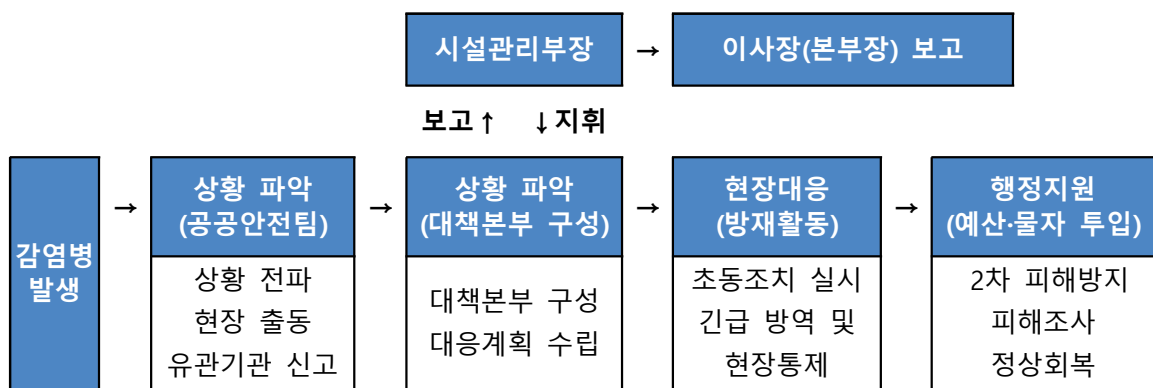 시설관리부장 → 이사장(본부장) 보고
보고↑ ↓지휘
감염병
발생
→
상황 파악
(공공안전팀)
상황 전파
현장 출동
유관기관 신고
→
상황 파악
(대책본부 구성)
대책본부 구성
대응계획 수립
→
현장대응
(방재활동)
초동조치 실시
긴급 방역 및
현장통제
→
행정지원
(예산·물자 투입)
2차 피해방지
피해조사
정상회복